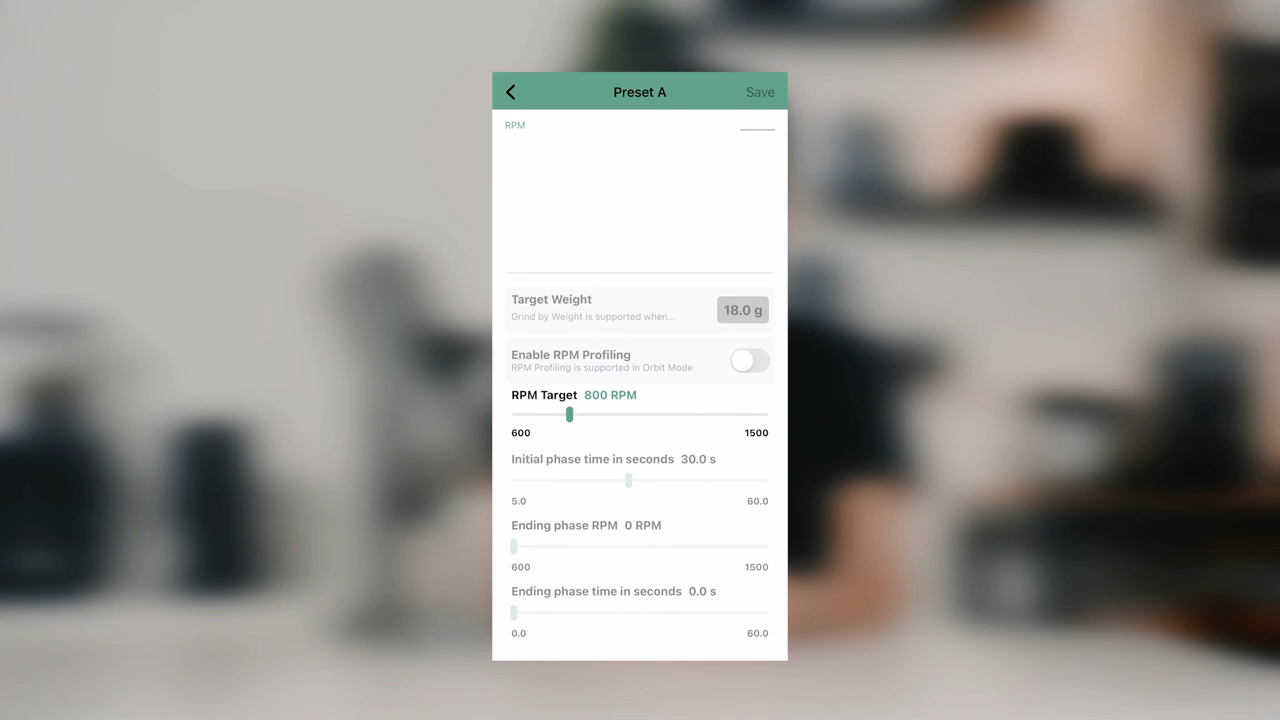 Preset A
Save
RPM
Target Weight
Grind by Weight is supported when...
18.0 g
Enable RPM Profiling
RPM Profiling is supported in Orbit Mode
RPM Target 800 RPM
600 1500
Initial phase time in seconds 30.0 s
5.0 60.0
Ending phase RPM 0 RPM
600 1500
Ending phase time in seconds 0.0 s
0.0 60.0